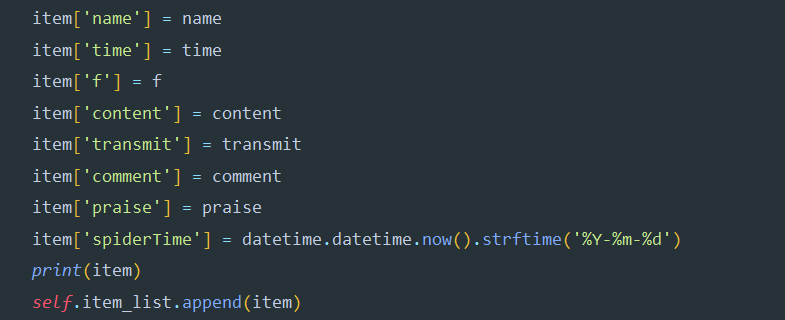 item['name'] = name
item['time'] = time
item['f'] = f
item['content'] = content
item['transmit'] = transmit
item['comment'] = comment
item['praise'] = praise
item['spiderTime'] = datetime.datetime.now().strftime('%Y-%m-%d')
print(item)
self.item_list.append(item)